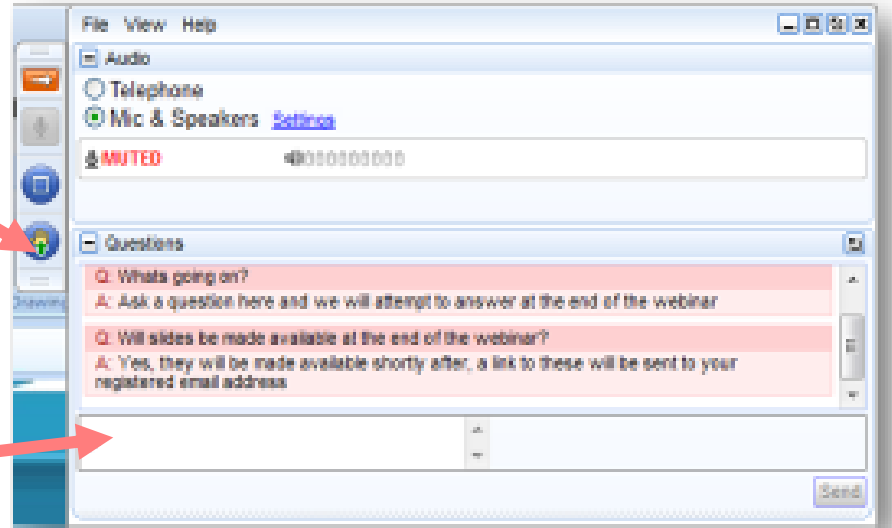 File View Help
Audio
Telephone
Mic & Speakers Settings
MUTED
Questions
Q: Whats going on?
A: Ask a question here and we will attempt to answer at the end of the webinar
Q: Will slides be made available at the end of the webinar?
A: Yes, they will be made available shortly after, a link to these will be sent to your
registered email address
Drawing
Send